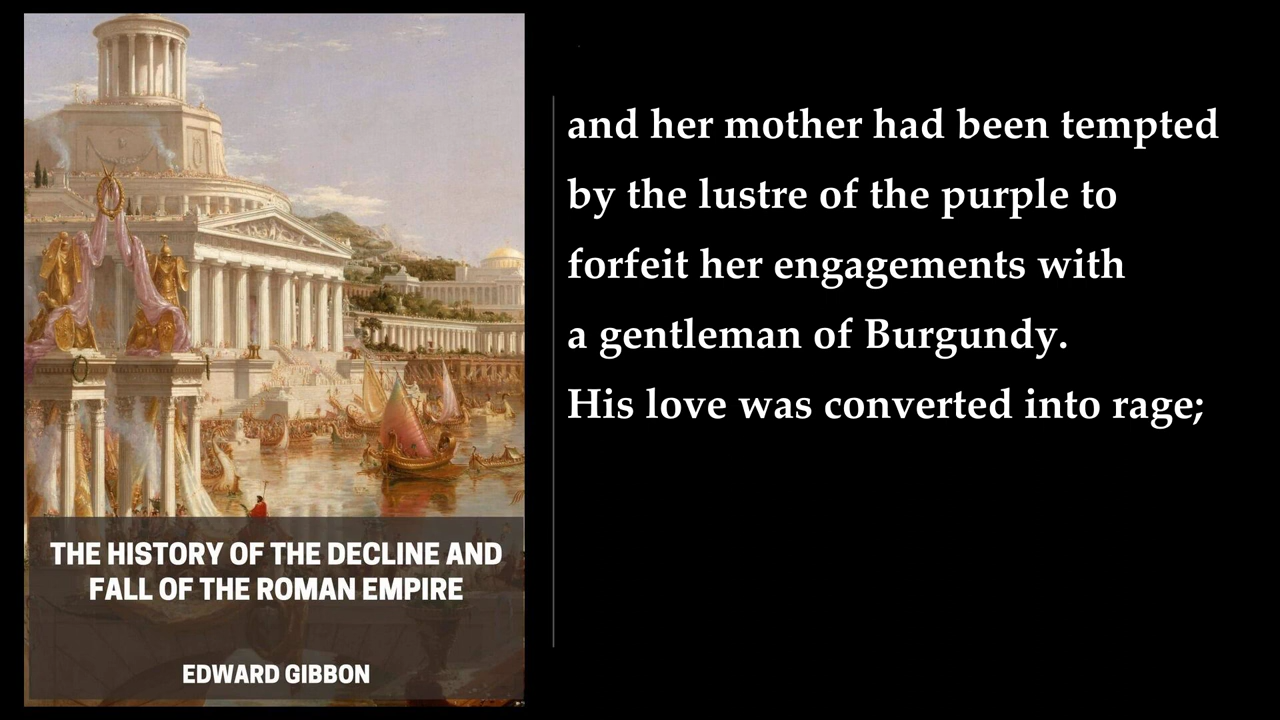 THE HISTORY OF THE DECLINE AND
FALL OF THE ROMAN EMPIRE
EDWARD GIBBON
and her mother had been tempted
by the lustre of the purple to
forfeit her engagements with
a gentleman of Burgundy.
His love was converted into rage;